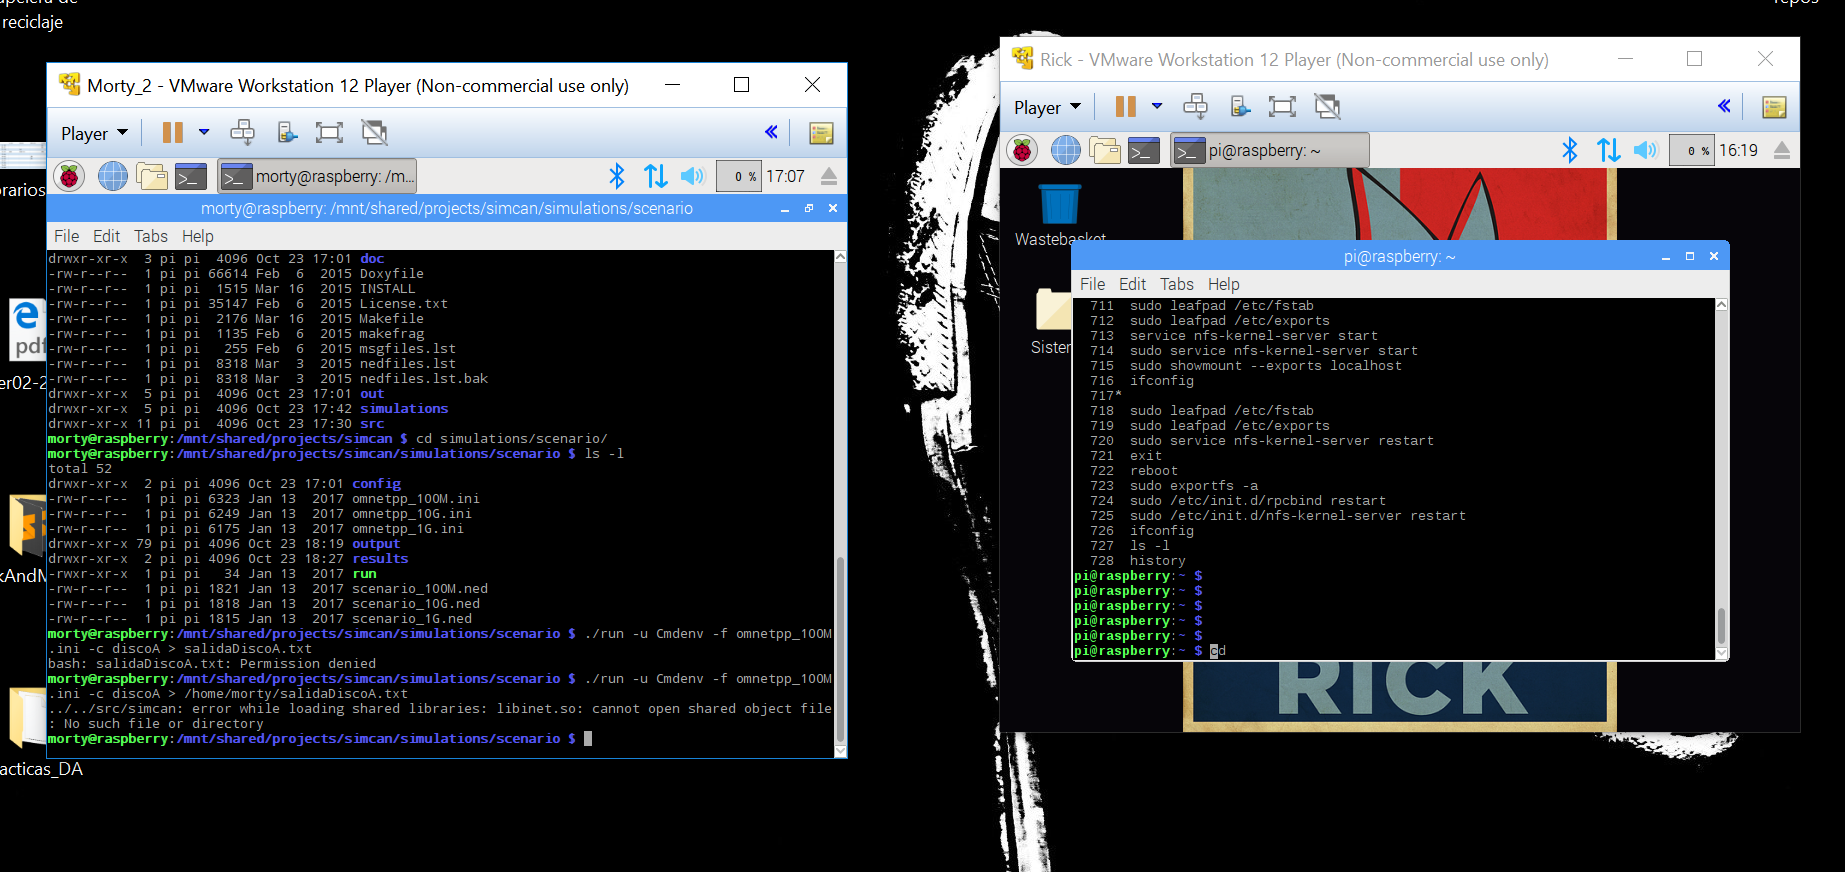 reciclaje
repos
Morty_2 - VMware Workstation 12 Player (Non-commercial use only)
Player
morty@raspberry: /m...
0 %
17:07
morty@raspberry: /mnt/shared/projects/simcan/simulations/scenario
File Edit Tabs Help
drwxr-xr-x  3 pi pi  4096 Oct 23 17:01 doc
-rw-r--r--  1 pi pi 66614 Feb  6  2015 Doxyfile
-rw-r--r--  1 pi pi  1515 Mar 16  2015 INSTALL
-rw-r--r--  1 pi pi 35147 Feb  6  2015 License.txt
-rw-r--r--  1 pi pi  2176 Mar 16  2015 Makefile
-rw-r--r--  1 pi pi  1135 Feb  6  2015 makefrag
-rw-r--r--  1 pi pi   255 Feb  6  2015 msgfiles.lst
-rw-r--r--  1 pi pi  8318 Mar  3  2015 nedfiles.lst
-rw-r--r--  1 pi pi  8318 Mar  3  2015 nedfiles.lst.bak
drwxr-xr-x  5 pi pi  4096 Oct 23 17:01 out
drwxr-xr-x  5 pi pi  4096 Oct 23 17:42 simulations
drwxr-xr-x 11 pi pi  4096 Oct 23 17:30 src
morty@raspberry:/mnt/shared/projects/simcan $ cd simulations/scenario/
morty@raspberry:/mnt/shared/projects/simcan/simulations/scenario $ ls -l
total 52
drwxr-xr-x  2 pi pi 4096 Oct 23 17:01 config
-rw-r--r--  1 pi pi 6323 Jan 13  2017 omnetpp_100M.ini
-rw-r--r--  1 pi pi 6249 Jan 13  2017 omnetpp_10G.ini
-rw-r--r--  1 pi pi 6175 Jan 13  2017 omnetpp_1G.ini
drwxr-xr-x 79 pi pi 4096 Oct 23 18:19 output
drwxr-xr-x  2 pi pi 4096 Oct 23 18:27 results
-rwxr-xr-x  1 pi pi   34 Jan 13  2017 run
-rw-r--r--  1 pi pi 1821 Jan 13  2017 scenario_100M.ned
-rw-r--r--  1 pi pi 1818 Jan 13  2017 scenario_10G.ned
-rw-r--r--  1 pi pi 1815 Jan 13  2017 scenario_1G.ned
morty@raspberry:/mnt/shared/projects/simcan/simulations/scenario $ ./run -u Cmdenv -f omnetpp_100M
.ini -c discoA > salidaDiscoA.txt
bash: salidaDiscoA.txt: Permission denied
morty@raspberry:/mnt/shared/projects/simcan/simulations/scenario $ ./run -u Cmdenv -f omnetpp_100M
.ini -c discoA > /home/morty/salidaDiscoA.txt
../../src/simcan: error while loading shared libraries: libinet.so: cannot open shared object file
: No such file or directory
morty@raspberry:/mnt/shared/projects/simcan/simulations/scenario $
orarios
pdf
er02-2
kAndM
acticas_DA
Rick - VMware Workstation 12 Player (Non-commercial use only)
Player
pi@raspberry: ~
0 %
16:19
Wastebasket
Sister
pi@raspberry: ~
File Edit Tabs Help
711  sudo leafpad /etc/fstab
712  sudo leafpad /etc/exports
713  service nfs-kernel-server start
714  sudo service nfs-kernel-server start
715  sudo showmount --exports localhost
716  ifconfig
717*
718  sudo leafpad /etc/fstab
719  sudo leafpad /etc/exports
720  sudo service nfs-kernel-server restart
721  exit
722  reboot
723  sudo exportfs -a
724  sudo /etc/init.d/rpcbind restart
725  sudo /etc/init.d/nfs-kernel-server restart
726  ifconfig
727  ls -l
728  history
pi@raspberry:~ $
pi@raspberry:~ $
pi@raspberry:~ $
pi@raspberry:~ $
pi@raspberry:~ $
pi@raspberry:~ $ cd
RICK